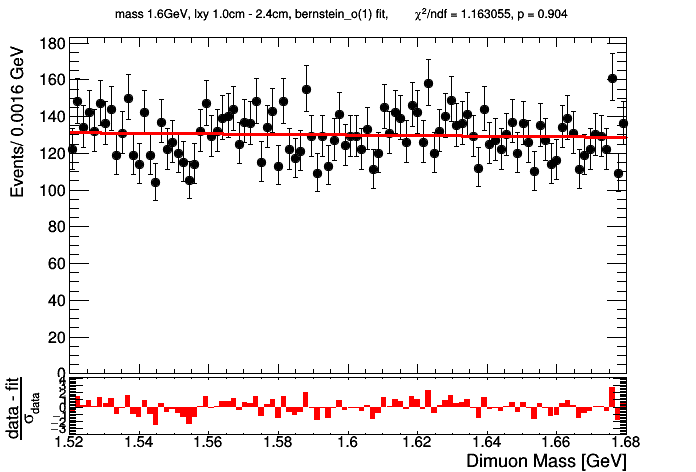 mass 1.6GeV, lxy 1.0cm - 2.4cm, bernstein_o(1) fit, χ²/ndf = 1.163055, p = 0.904
Events/ 0.0016 GeV
180
160
140
120
100
80
60
40
20
0
data - fit
σdata
1.52 1.54 1.56 1.58 1.6 1.62 1.64 1.66 1.68
Dimuon Mass [GeV]